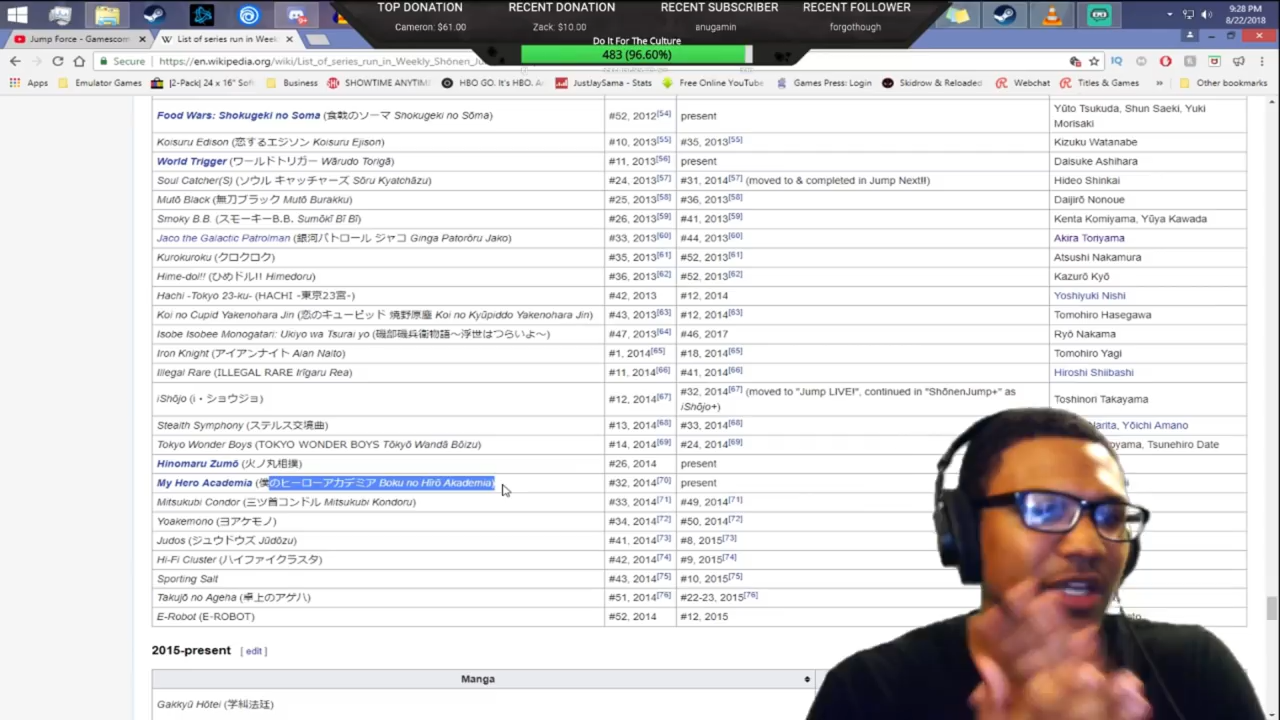 9:28 PM
8/22/2018
TOP DONATION
Cameron: $61.00
RECENT DONATION
Zack: $10.00
RECENT SUBSCRIBER
anugamin
RECENT FOLLOWER
forgothough
Do It For The Culture
483 (96.60%)
Jump Force - Gamescom
List of series run in Week
Secure
https://en.wikipedia.org/wiki/List_of_series_run_in_Weekly_Shōnen_Ju
Apps
Emulator Games
[2-Pack] 24 x 16" Sof
Business
SHOWTIME ANYTIM
HBO GO. It's HBO. A
JustJaySama - Stats
Free Online YouTube
Games Press: Login
Skidrow & Reloaded
Webchat
Titles & Games
Other bookmarks
Food Wars: Shokugeki no Soma (食戟のソーマ Shokugeki no Sōma) #52, 2012[54] present Yūto Tsukuda, Shun Saeki, Yuki
Morisaki
Koisuru Edison (恋するエジソン Koisuru Ejison) #10, 2013[55] #35, 2013[55] Kizuku Watanabe
World Trigger (ワールドトリガー Wārudo Torigā) #11, 2013[56] present Daisuke Ashihara
Soul Catcher(S) (ソウル キャッチャーズ Sōru Kyatchāzu) #24, 2013[57] #31, 2014[57] (moved to & completed in Jump Next!!) Hideo Shinkai
Mutō Black (無刀ブラック Mutō Burakku) #25, 2013[58] #36, 2013[58] Daijirō Nonoue
Smoky B.B. (スモーキーB.B. Sumōkī Bī Bī) #26, 2013[59] #41, 2013[59] Kenta Komiyama, Yūya Kawada
Jaco the Galactic Patrolman (銀河パトロール ジャコ Ginga Patorōru Jako) #33, 2013[60] #44, 2013[60] Akira Toriyama
Kurokuroku (クロクロク) #35, 2013[61] #52, 2013[61] Atsushi Nakamura
Hime-doi!! (ひめドル!! Himedoru) #36, 2013[62] #52, 2013[62] Kazurō Kyō
Hachi -Tokyo 23-ku- (HACHI -東京23宮-) #42, 2013 #12, 2014 Yoshiyuki Nishi
Koi no Cupid Yakenohara Jin (恋のキューピッド 焼野原塵 Koi no Kyūpiddo Yakenohara Jin) #43, 2013[63] #12, 2014[63] Tomohiro Hasegawa
Isobe Isobee Monogatari: Ukiyo wa Tsurai yo (磯部磯兵衛物語〜浮世はつらいよ〜) #47, 2013[64] #46, 2017 Ryō Nakama
Iron Knight (アイアンナイト Aian Naito) #1, 2014[65] #18, 2014[65] Tomohiro Yagi
Illegal Rare (ILLEGAL RARE Irīgaru Rea) #11, 2014[66] #41, 2014[66] Hiroshi Shiibashi
iShōjo (i・ショウジョ) #12, 2014[67] #32, 2014[67] (moved to "Jump LIVE!", continued in "ShōnenJump+" as
iShōjo+) Toshinori Takayama
Stealth Symphony (ステルス交境曲) #13, 2014[68] #33, 2014[68] Narita, Yōichi Amano
Tokyo Wonder Boys (TOKYO WONDER BOYS Tōkyō Wandā Bōizu) #14, 2014[69] #24, 2014[69] oyama, Tsunehiro Date
Hinomaru Zumō (火ノ丸相撲) #26, 2014 present
My Hero Academia (僕のヒーローアカデミア Boku no Hīrō Akademia) #32, 2014[70] present
Mitsukubi Condor (三ツ首コンドル Mitsukubi Kondoru) #33, 2014[71] #49, 2014[71]
Yoakemono (ヨアケモノ) #34, 2014[72] #50, 2014[72]
Judos (ジュウドウズ Jūdōzu) #41, 2014[73] #8, 2015[73]
Hi-Fi Cluster (ハイファイクラスタ) #42, 2014[74] #9, 2015[74]
Sporting Salt #43, 2014[75] #10, 2015[75]
Takujō no Ageha (卓上のアゲハ) #51, 2014[76] #22-23, 2015[76]
E-Robot (E-ROBOT) #52, 2014 #12, 2015
2015-present [ edit ]
Manga
Gakkyū Hōtei (学糾法廷)